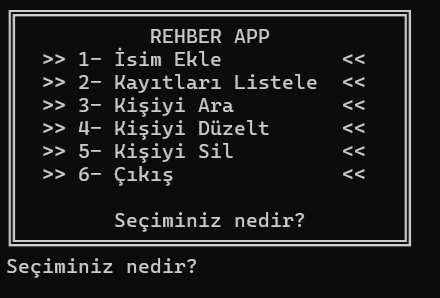 REHBER APP
>> 1- İsim Ekle <<
>> 2- Kayıtları Listele <<
>> 3- Kişiyi Ara <<
>> 4- Kişiyi Düzelt <<
>> 5- Kişiyi Sil <<
>> 6- Çıkış <<
Seçiminiz nedir?
Seçiminiz nedir?